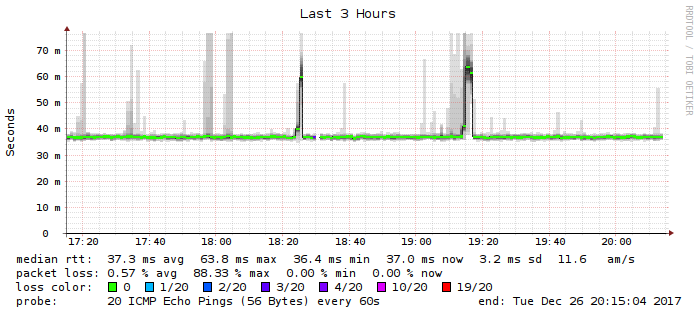 Last 3 Hours
RRDTOOL / TOBI OETIKER
Seconds
70 m
60 m
50 m
40 m
30 m
20 m
10 m
0
17:20 17:40 18:00 18:20 18:40 19:00 19:20 19:40 20:00
median rtt: 37.3 ms avg 63.8 ms max 36.4 ms min 37.0 ms now 3.2 ms sd 11.6 am/s
packet loss: 0.57 % avg 88.33 % max 0.00 % min 0.00 % now
loss color: 0 1/20 2/20 3/20 4/20 10/20 19/20
probe: 20 ICMP Echo Pings (56 Bytes) every 60s end: Tue Dec 26 20:15:04 2017